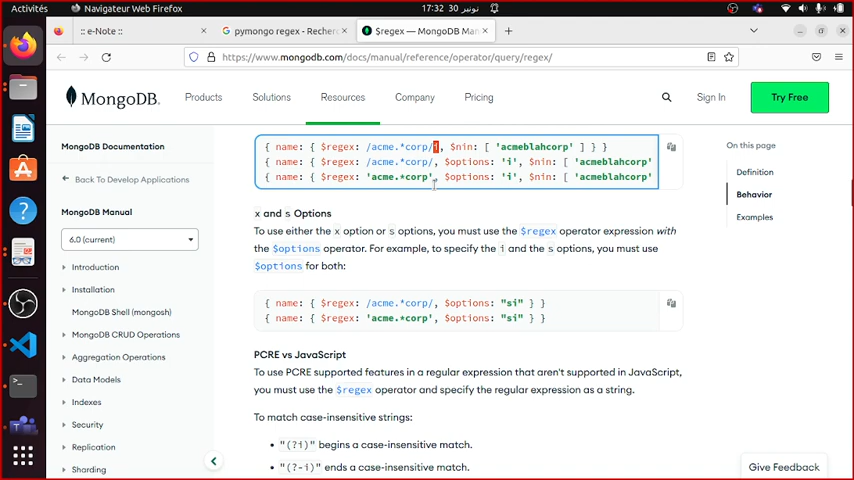 Activités
Navigateur Web Firefox
17:32 30 نونبر
:: e-Note ::
pymongo regex - Recherc
$regex — MongoDB Man
https://www.mongodb.com/docs/manual/reference/operator/query/regex/
MongoDB.
Products
Solutions
Resources
Company
Pricing
Sign In
Try Free
MongoDB Documentation
Back To Develop Applications
MongoDB Manual
6.0 (current)
Introduction
Installation
MongoDB Shell (mongosh)
MongoDB CRUD Operations
Aggregation Operations
Data Models
Indexes
Security
Replication
Sharding
{ name: { $regex: /acme.*corp/i, $nin: [ 'acmeblahcorp' ] } }
{ name: { $regex: /acme.*corp/, $options: 'i', $nin: [ 'acmeblahcorp'
{ name: { $regex: 'acme.*corp', $options: 'i', $nin: [ 'acmeblahcorp'
x and s Options
To use either the x option or s options, you must use the $regex operator expression with
the $options operator. For example, to specify the i and the s options, you must use
$options for both:
{ name: { $regex: /acme.*corp/, $options: "si" } }
{ name: { $regex: 'acme.*corp', $options: "si" } }
PCRE vs JavaScript
To use PCRE supported features in a regular expression that aren't supported in JavaScript,
you must use the $regex operator and specify the regular expression as a string.
To match case-insensitive strings:
• "(?i)" begins a case-insensitive match.
• "(?-i)" ends a case-insensitive match.
On this page
Definition
Behavior
Examples
Give Feedback